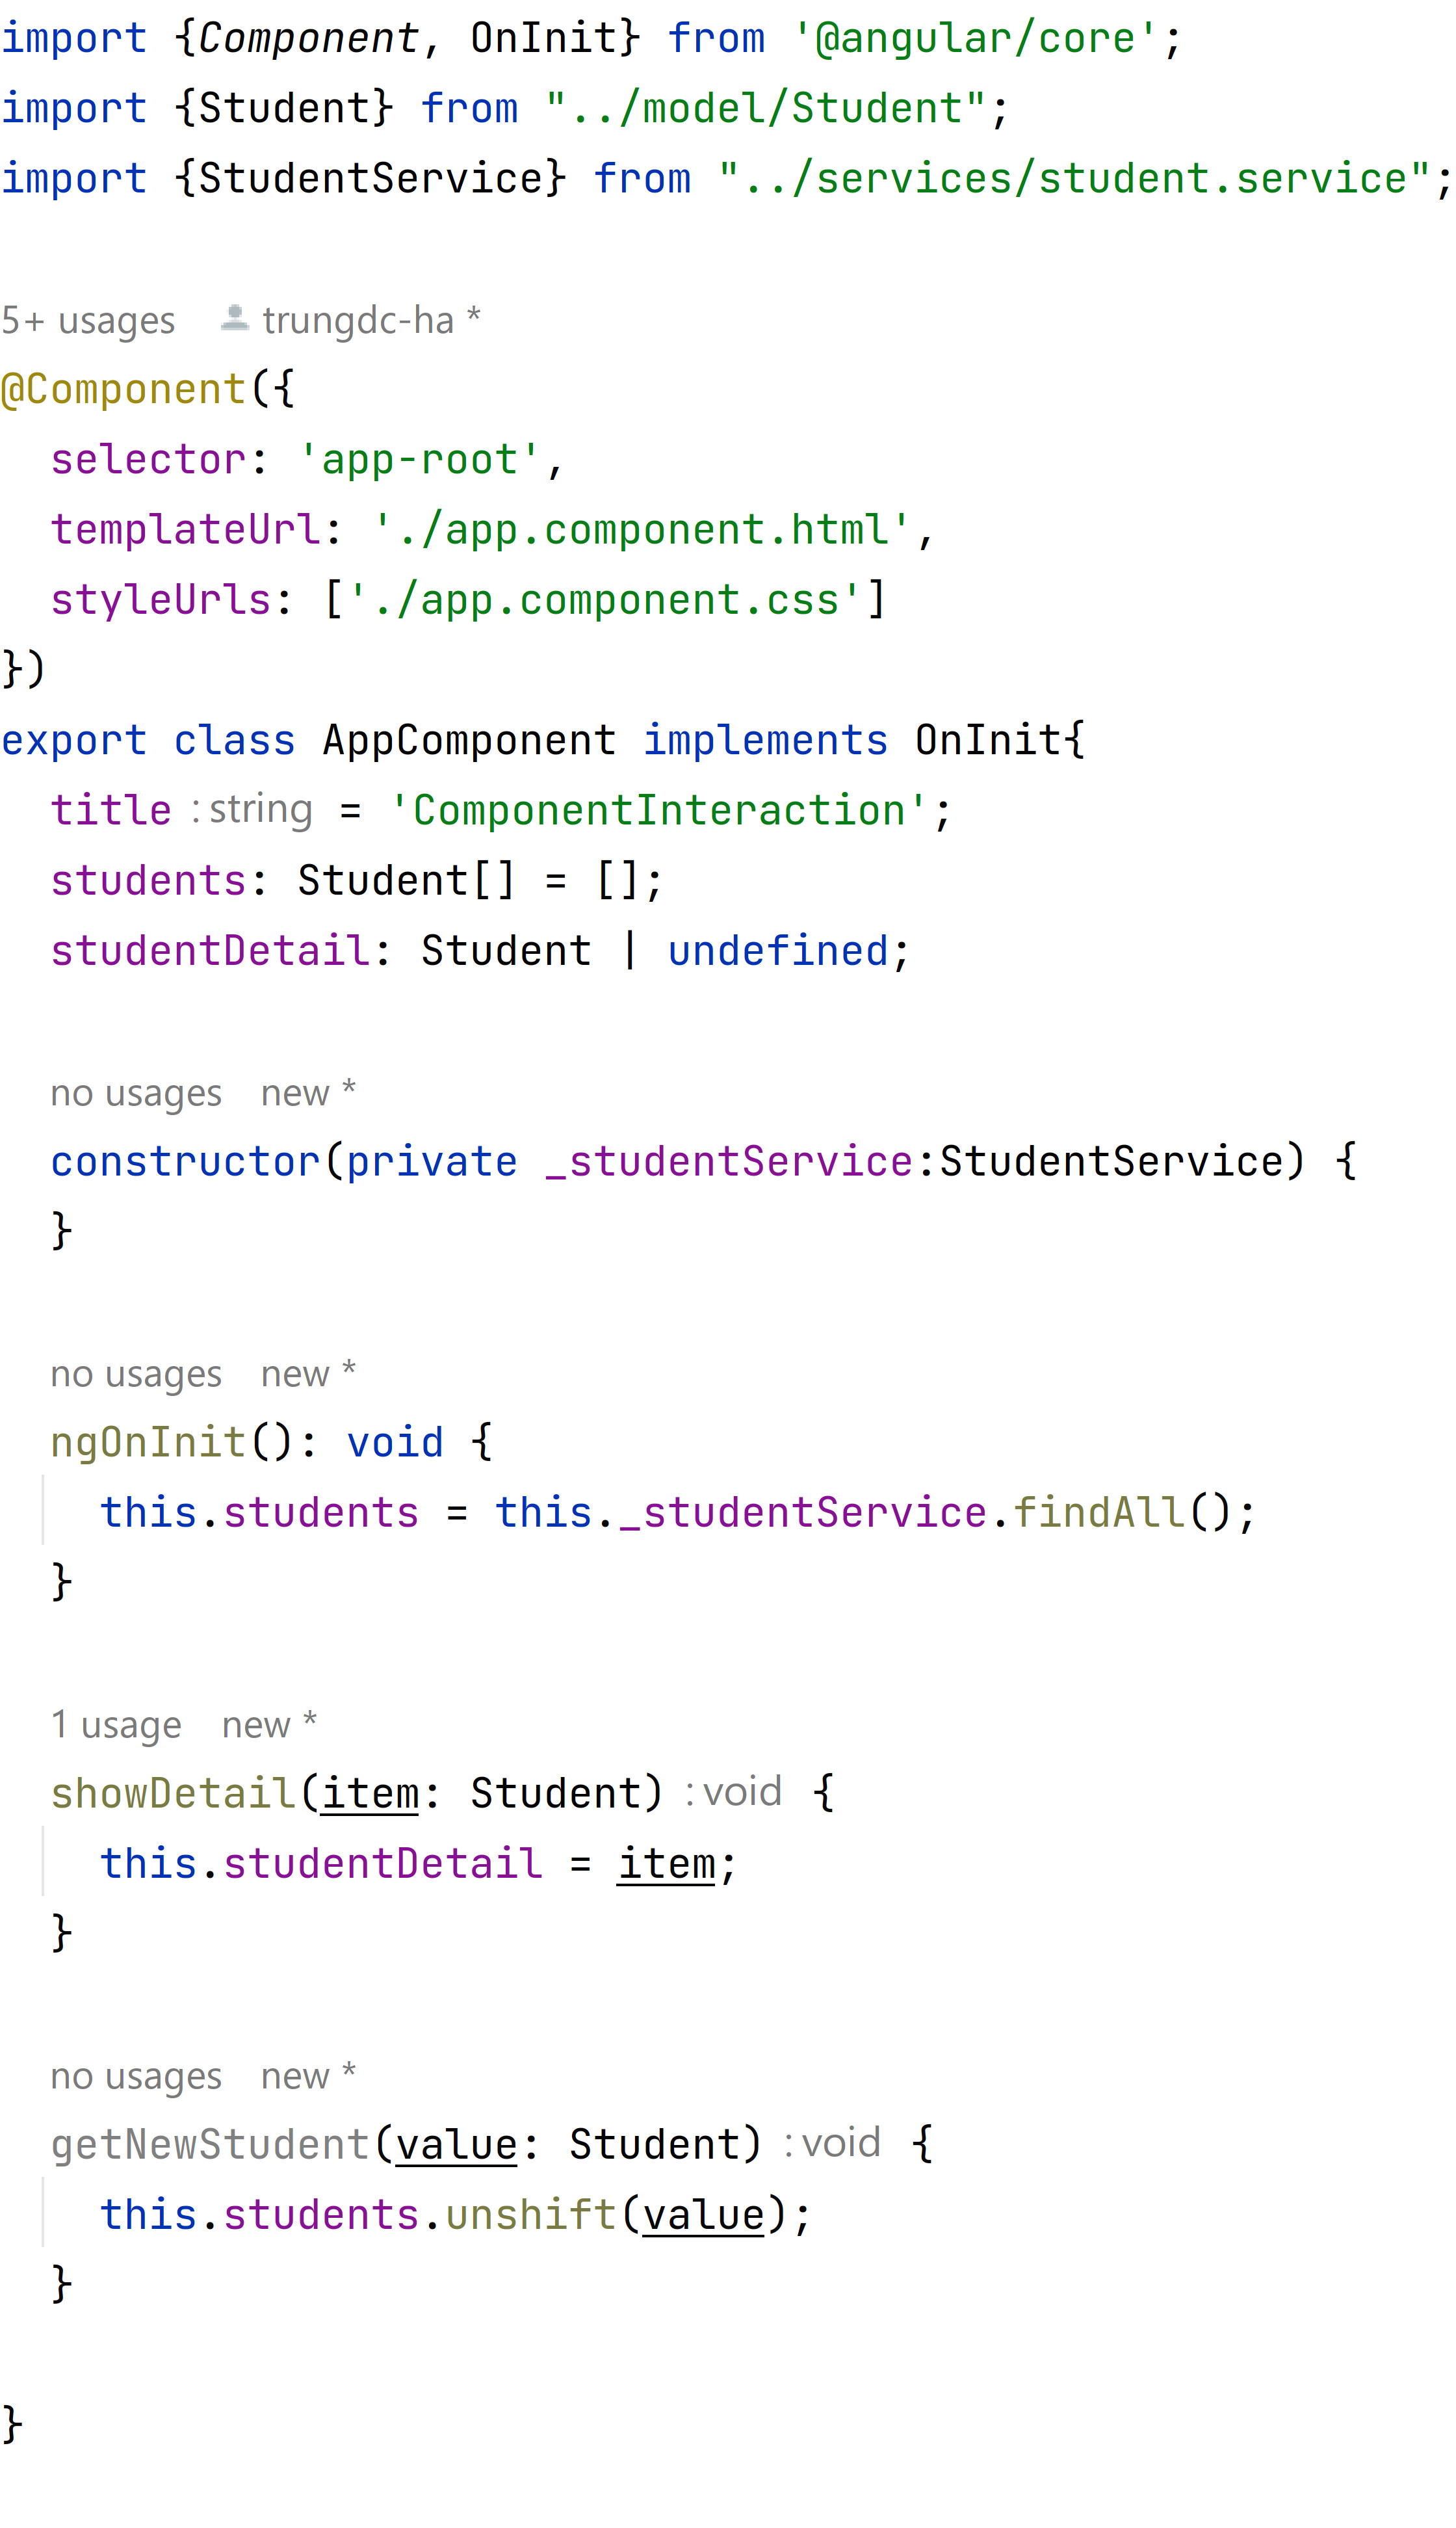 import {Component, OnInit} from '@angular/core';
import {Student} from "../model/Student";
import {StudentService} from "../services/student.service";
5+ usages trungdc-ha *
@Component({
  selector: 'app-root',
  templateUrl: './app.component.html',
  styleUrls: ['./app.component.css']
})
export class AppComponent implements OnInit{
  title : string = 'ComponentInteraction';
  students: Student[] = [];
  studentDetail: Student | undefined;
  no usages new *
  constructor(private _studentService:StudentService) {
  }
  no usages new *
  ngOnInit(): void {
    this.students = this._studentService.findAll();
  }
  1 usage new *
  showDetail(item: Student) : void {
    this.studentDetail = item;
  }
  no usages new *
  getNewStudent(value: Student) : void {
    this.students.unshift(value);
  }
}